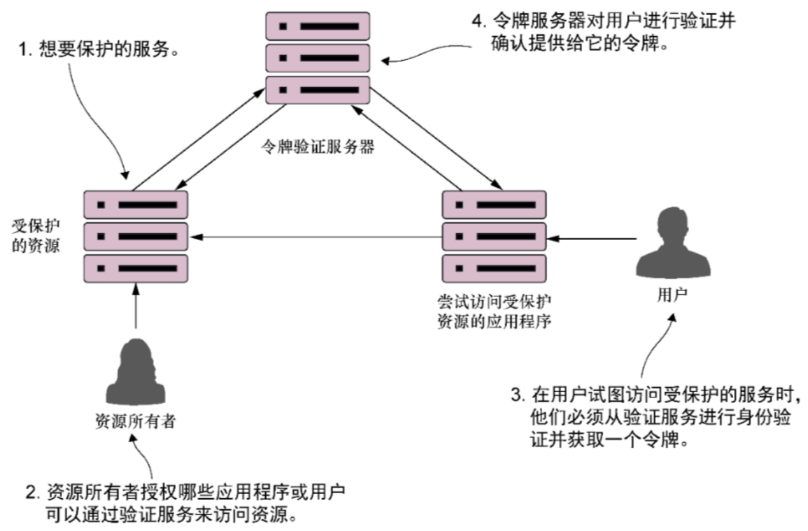 4. 令牌服务器对用户进行验证并
确认提供给它的令牌。
1. 想要保护的服务。
令牌验证服务器
受保护
的资源
尝试访问受保护
资源的应用程序
用户
资源所有者
3. 在用户试图访问受保护的服务时，
他们必须从验证服务进行身份验
证并获取一个令牌。
2. 资源所有者授权哪些应用程序或用户
可以通过验证服务来访问资源。